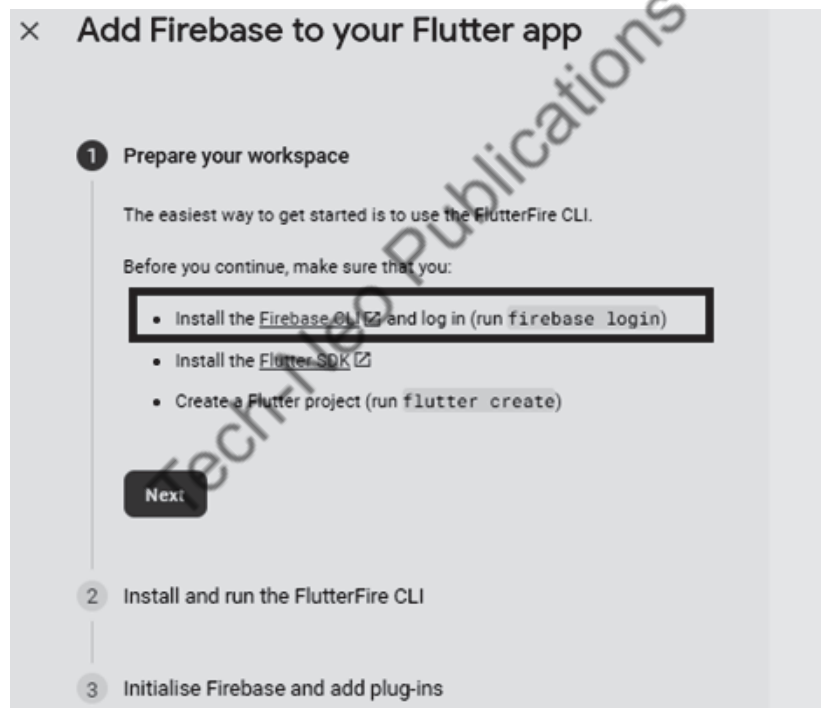 × Add Firebase to your Flutter app
1 Prepare your workspace
The easiest way to get started is to use the FlutterFire CLI.
Before you continue, make sure that you:
• Install the Firebase CLI and log in (run firebase login)
• Install the Flutter SDK
• Create a Flutter project (run flutter create)
Next
2 Install and run the FlutterFire CLI
3 Initialise Firebase and add plug-ins
Tech-Neo Publications